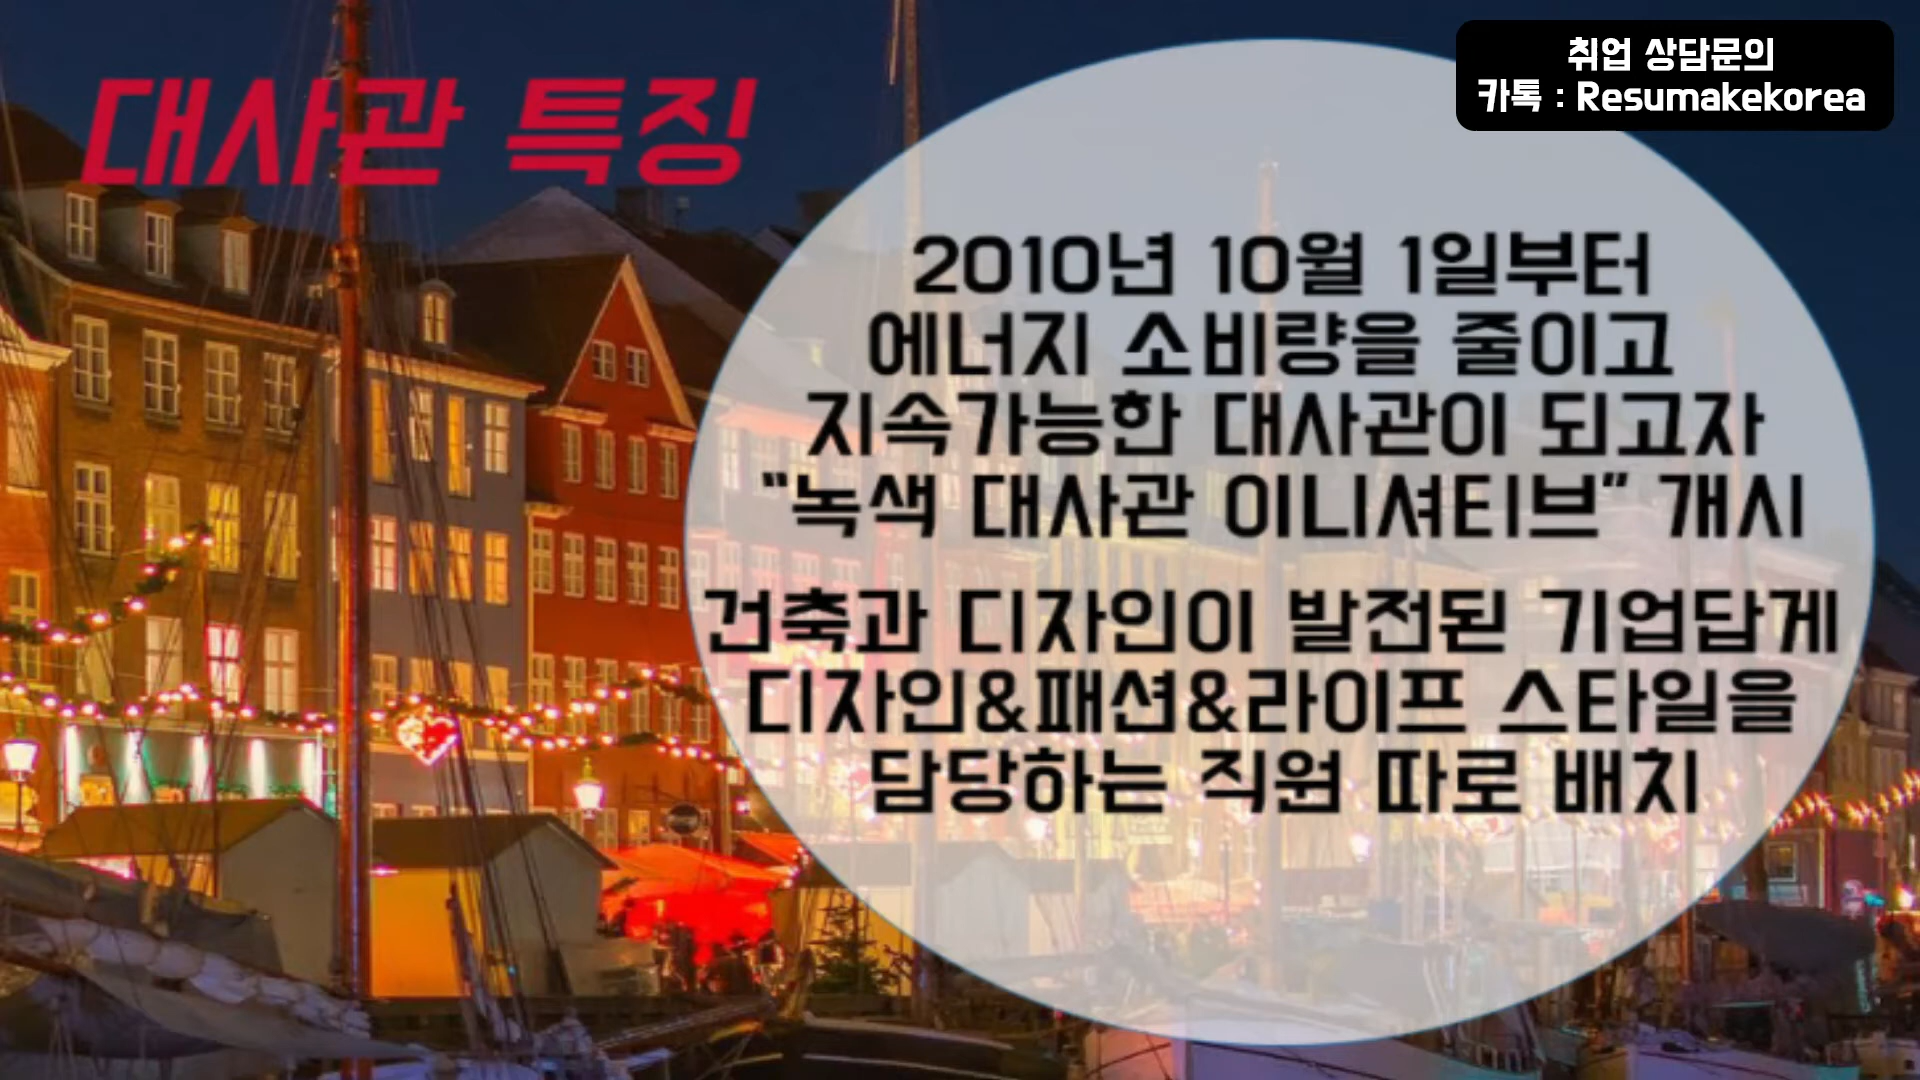 대사관 특징
취업 상담문의
카톡 : Resumakekorea
2010년 10월 1일부터
에너지 소비량을 줄이고
지속가능한 대사관이 되고자
“녹색 대사관 이니셔티브” 개시
건축과 디자인이 발전된 기업답게
디자인&패션&라이프 스타일을
담당하는 직원 따로 배치